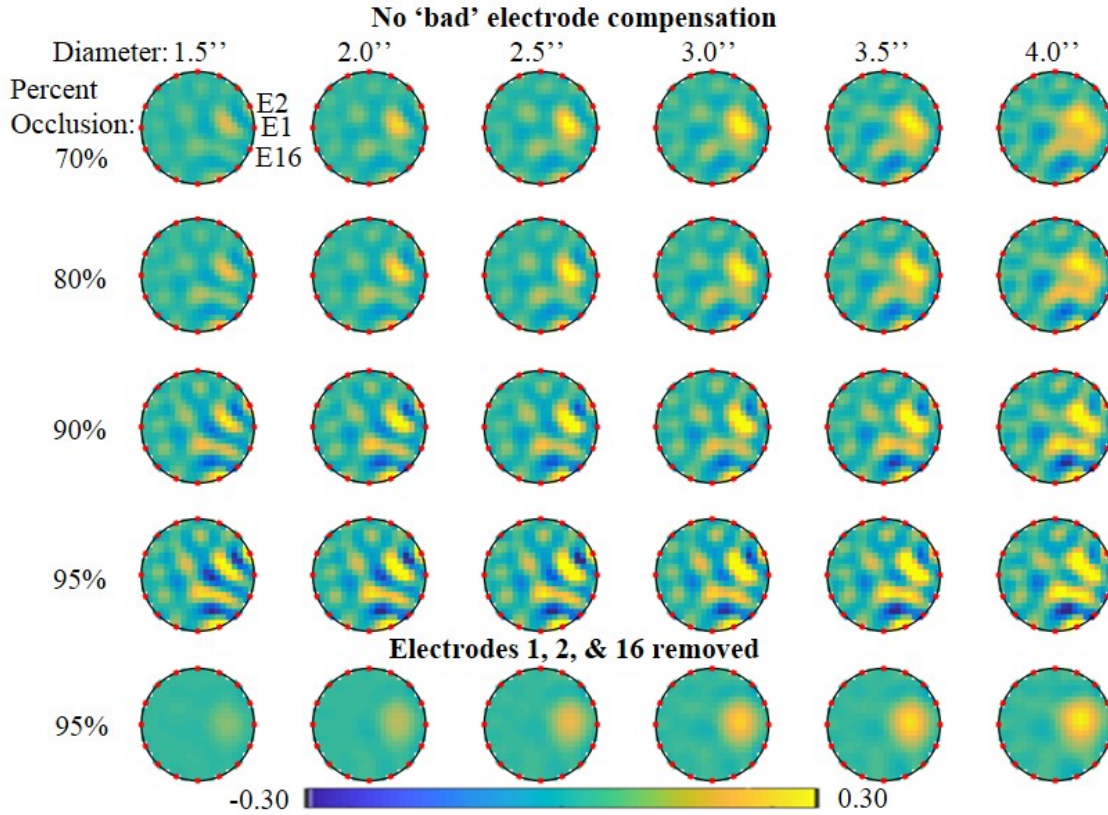 No ‘bad’ electrode compensation
Diameter: 1.5’’ 2.0’’ 2.5’’ 3.0’’ 3.5’’ 4.0’’
Percent
Occlusion:
E2
E1
E16
70%
80%
90%
95%
Electrodes 1, 2, & 16 removed
95%
-0.30 0.30